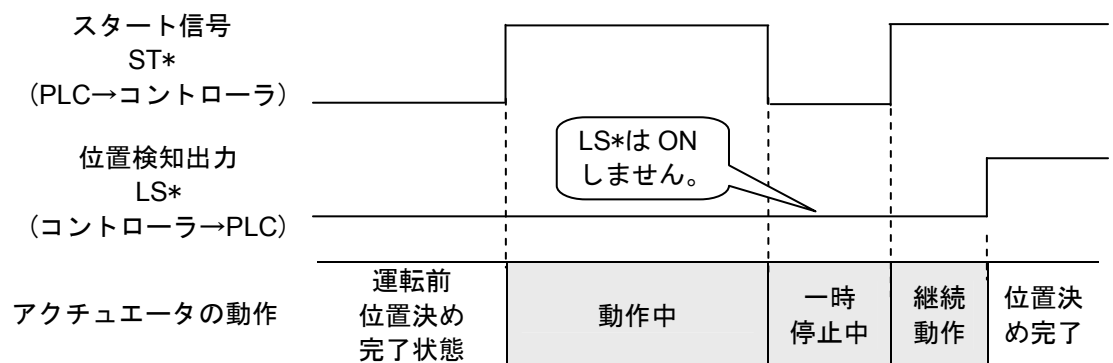 スタート信号
ST*
（PLC→コントローラ）
LS*は ON
しません。
位置検知出力
LS*
（コントローラ→PLC）
アクチュエータの動作
運転前
位置決め
完了状態
動作中
一時
停止中
継続
動作
位置決
め完了